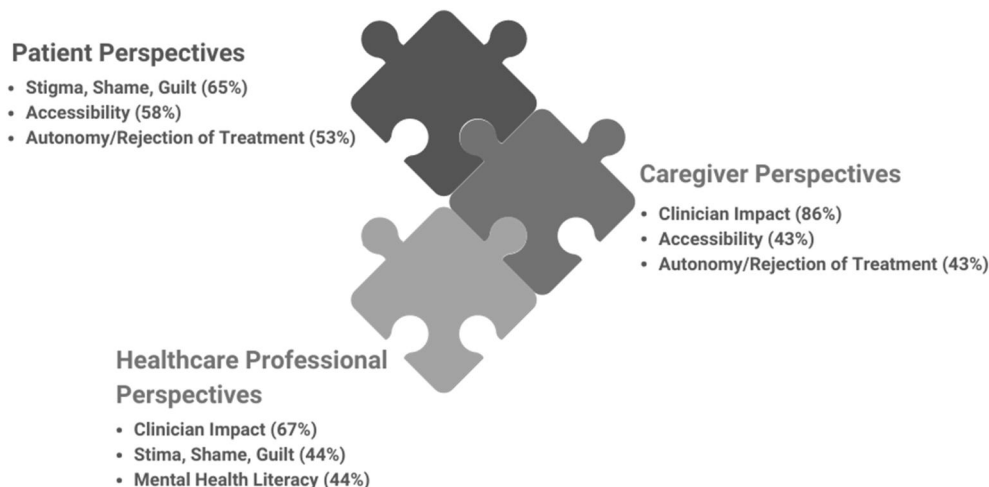 Patient Perspectives
• Stigma, Shame, Guilt (65%)
• Accessibility (58%)
• Autonomy/Rejection of Treatment (53%)
Caregiver Perspectives
• Clinician Impact (86%)
• Accessibility (43%)
• Autonomy/Rejection of Treatment (43%)
Healthcare Professional
Perspectives
• Clinician Impact (67%)
• Stima, Shame, Guilt (44%)
• Mental Health Literacy (44%)